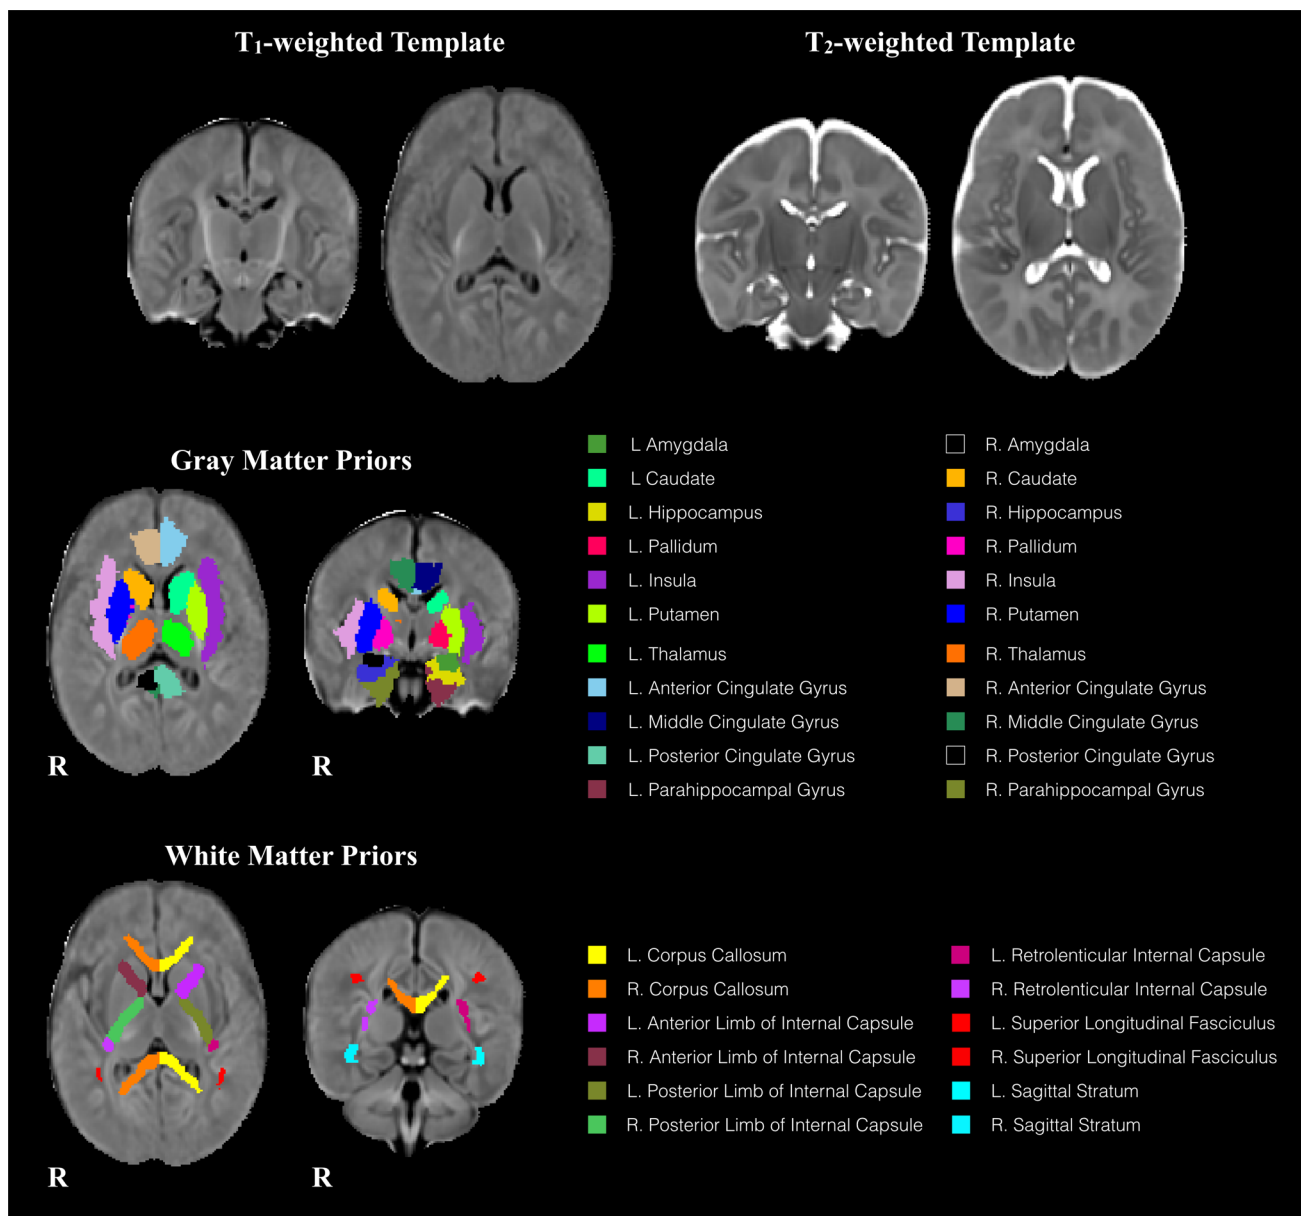 T₁-weighted Template
T₂-weighted Template
Gray Matter Priors
L Amygdala
R. Amygdala
L Caudate
R. Caudate
L. Hippocampus
R. Hippocampus
L. Pallidum
R. Pallidum
L. Insula
R. Insula
L. Putamen
R. Putamen
L. Thalamus
R. Thalamus
L. Anterior Cingulate Gyrus
R. Anterior Cingulate Gyrus
L. Middle Cingulate Gyrus
R. Middle Cingulate Gyrus
L. Posterior Cingulate Gyrus
R. Posterior Cingulate Gyrus
L. Parahippocampal Gyrus
R. Parahippocampal Gyrus
R
R
White Matter Priors
L. Corpus Callosum
L. Retrolenticular Internal Capsule
R. Corpus Callosum
R. Retrolenticular Internal Capsule
L. Anterior Limb of Internal Capsule
L. Superior Longitudinal Fasciculus
R. Anterior Limb of Internal Capsule
R. Superior Longitudinal Fasciculus
L. Posterior Limb of Internal Capsule
L. Sagittal Stratum
R. Posterior Limb of Internal Capsule
R. Sagittal Stratum
R
R